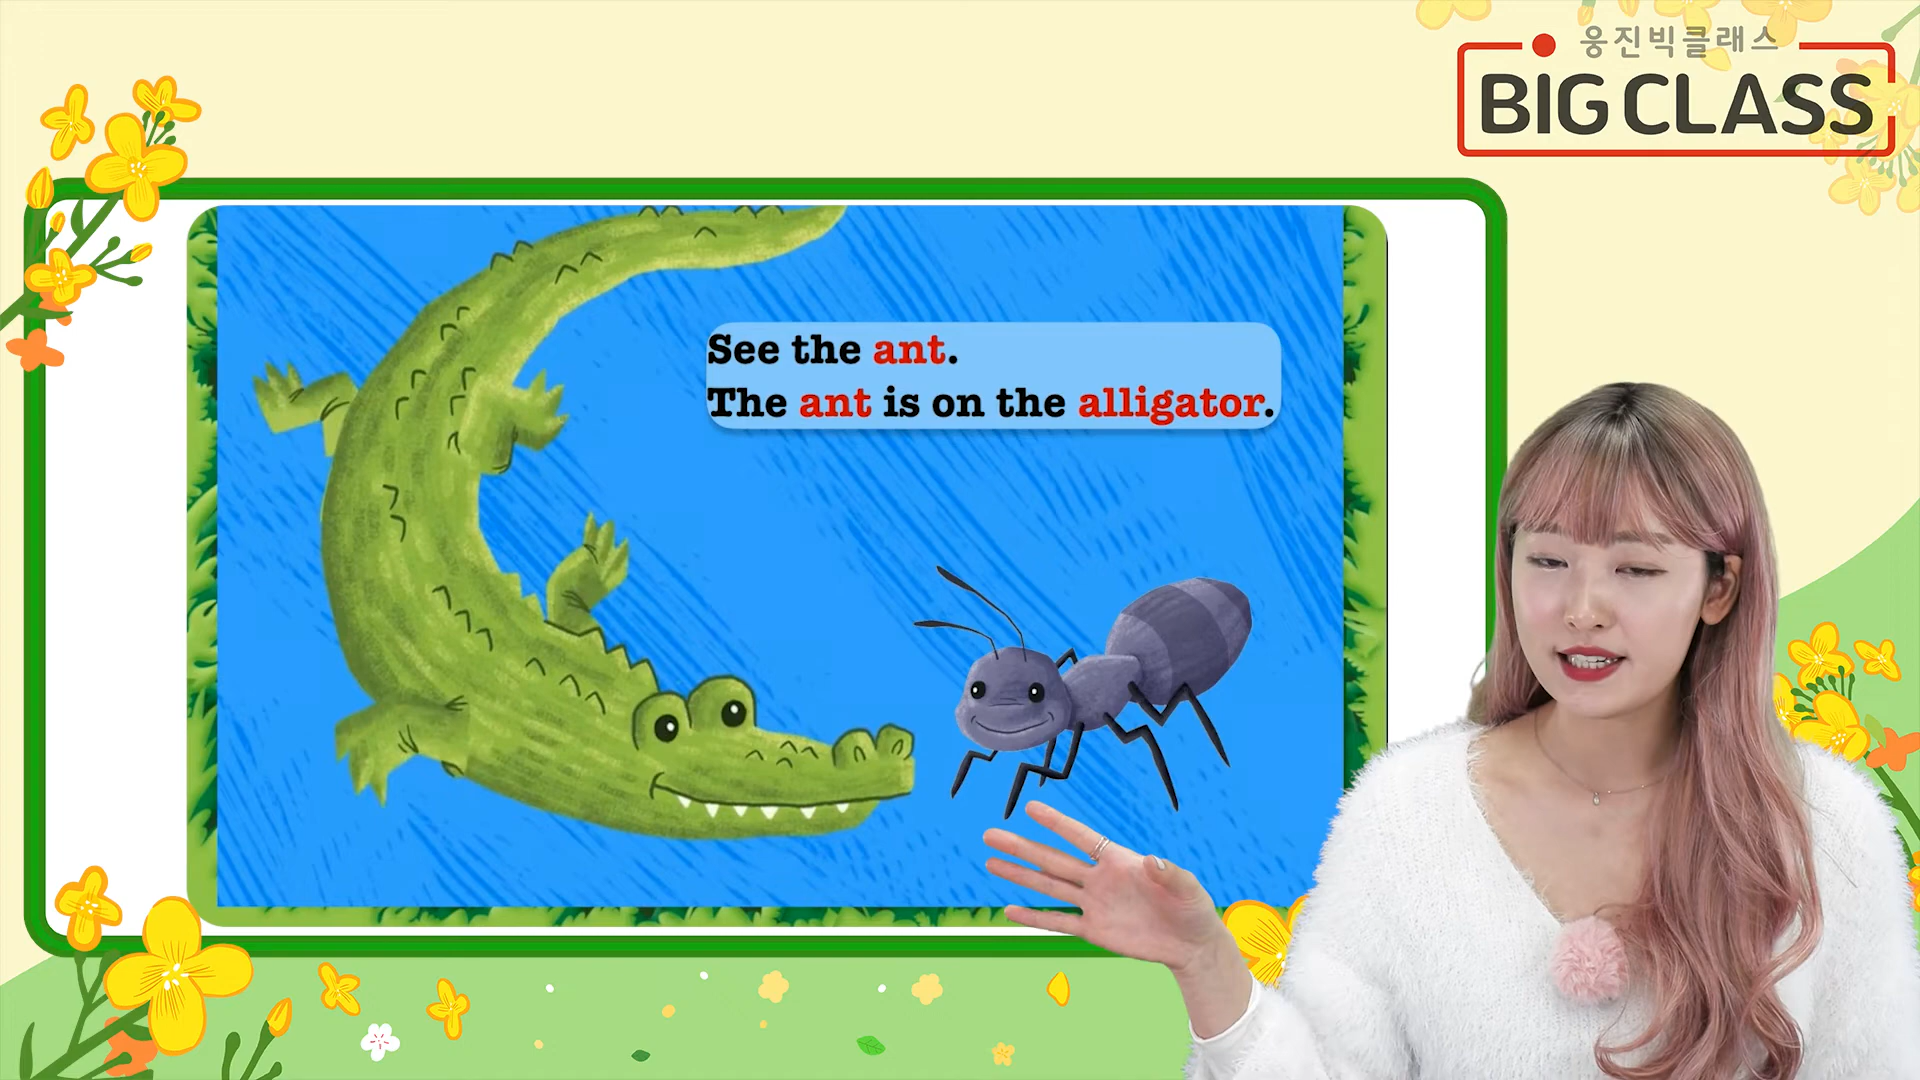 웅진빅클래스
BIG CLASS
See the ant.
The ant is on the alligator.